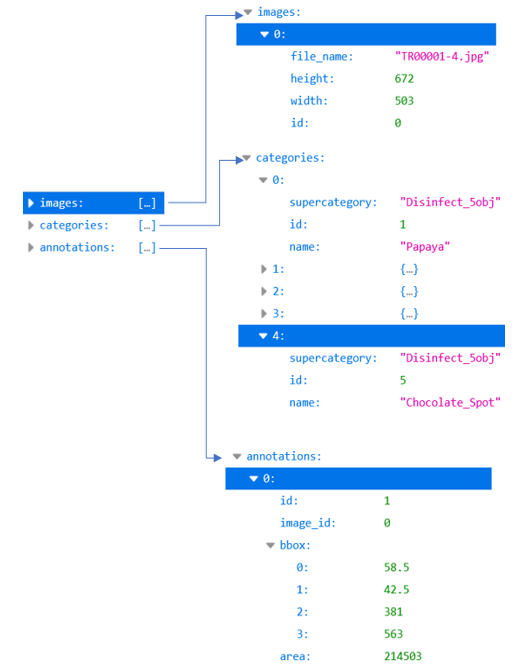 images: […]
categories: […]
annotations: […]
images:
0:
file_name: "TR00001-4.jpg"
height: 672
width: 503
id: 0
categories:
0:
supercategory: "Disinfect_5obj"
id: 1
name: "Papaya"
1: {…}
2: {…}
3: {…}
4:
supercategory: "Disinfect_5obj"
id: 5
name: "Chocolate_Spot"
annotations:
0:
id: 1
image_id: 0
bbox:
0: 58.5
1: 42.5
2: 381
3: 563
area: 214503